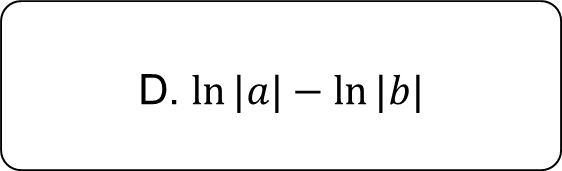 D. ln |a| − ln |b|